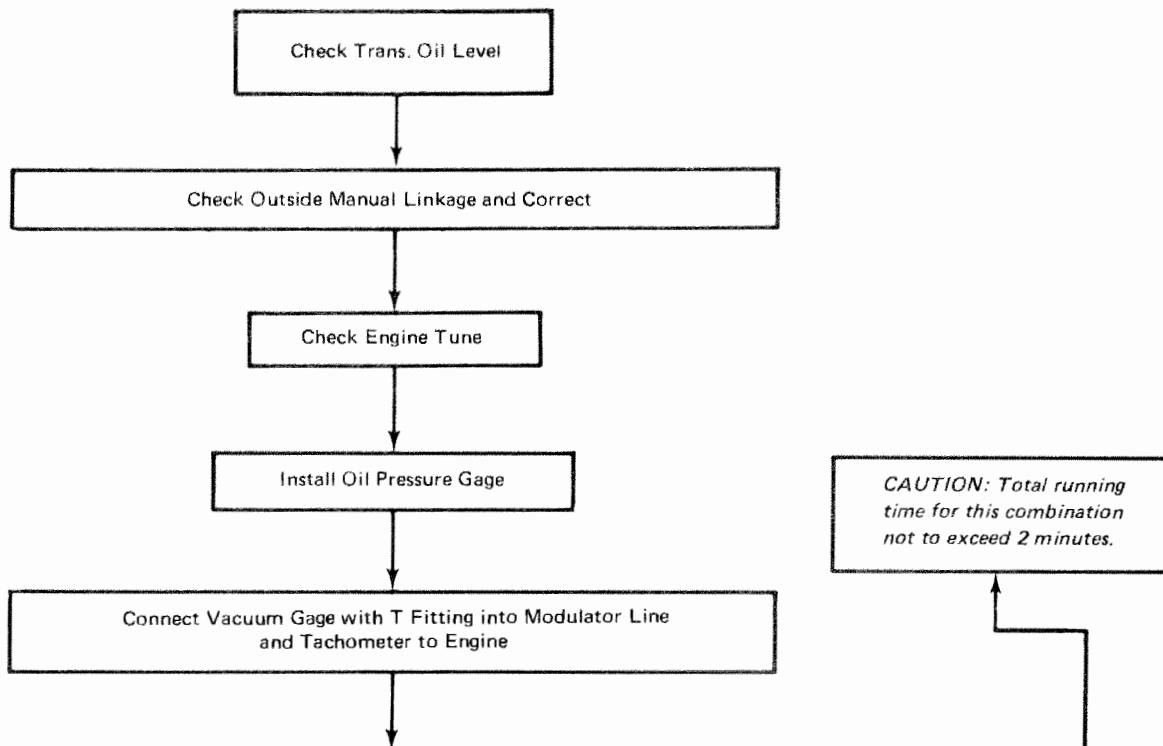 Check Trans. Oil Level
Check Outside Manual Linkage and Correct
Check Engine Tune
Install Oil Pressure Gage
CAUTION: Total running
time for this combination
not to exceed 2 minutes.
Connect Vacuum Gage with T Fitting into Modulator Line
and Tachometer to Engine